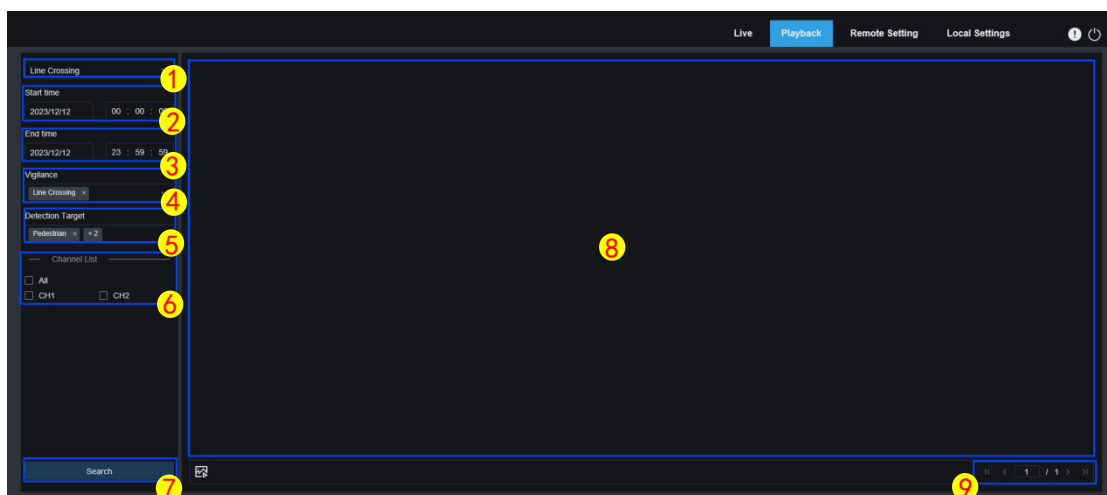 Live Playback Remote Setting Local Settings
Line Crossing
1
Start time
2023/12/12 00 : 00 :
2
End time
2023/12/12 23 : 59 : 59
3
Vigilance
Line Crossing ×
4
Detection Target
Pedestrian × + 2
5
Channel List
All
CH1 CH2
6
8
Search
7
1 / 1
9